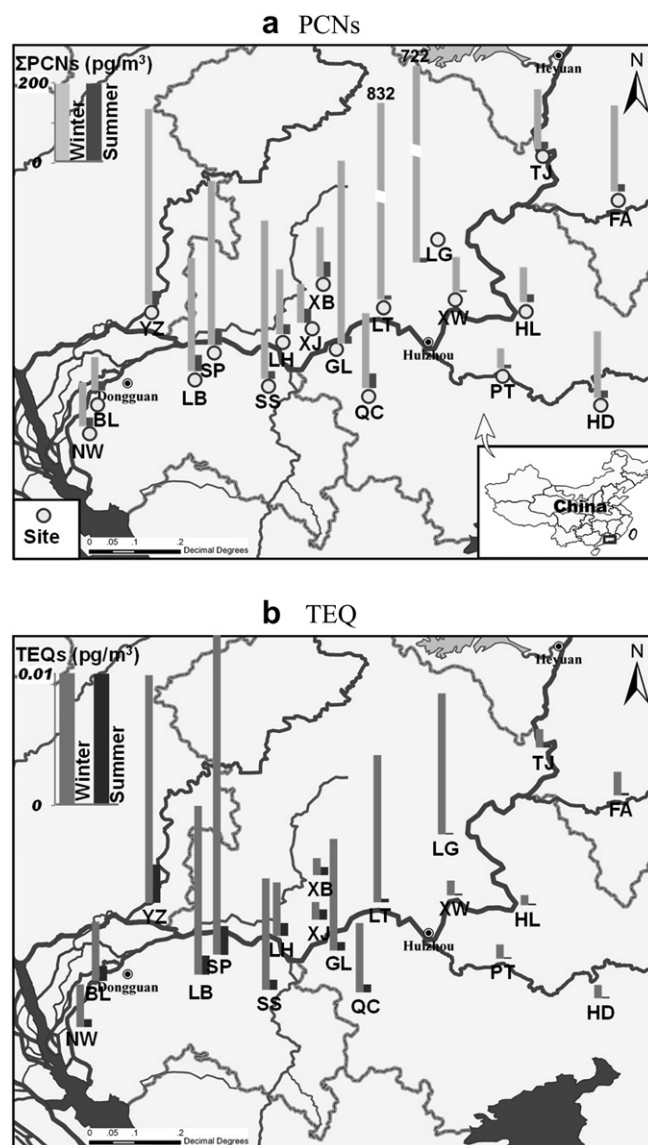 a PCNs
ΣPCNs (pg/m³)
.200
0
Winter
Summer
722
832
Heyuan
N
TJ
FA
LG
XB
YZ
LT
XW
HL
XJ
LH
GL
SP
Huizhou
LB
SS
QC
PT
HD
Dongguan
BL
NW
China
Site
0 .05 .1 .2
Decimal Degrees
b TEQ
TEQs (pg/m³)
.0.01
0
Winter
Summer
Heyuan
N
TJ
FA
LG
XB
XW
HL
YZ
XJ
LH
GL
LT
Huizhou
SP
PT
LB
Dongguan
BL
SS
QC
HD
NW
0 .05 .1 .2
Decimal Degrees